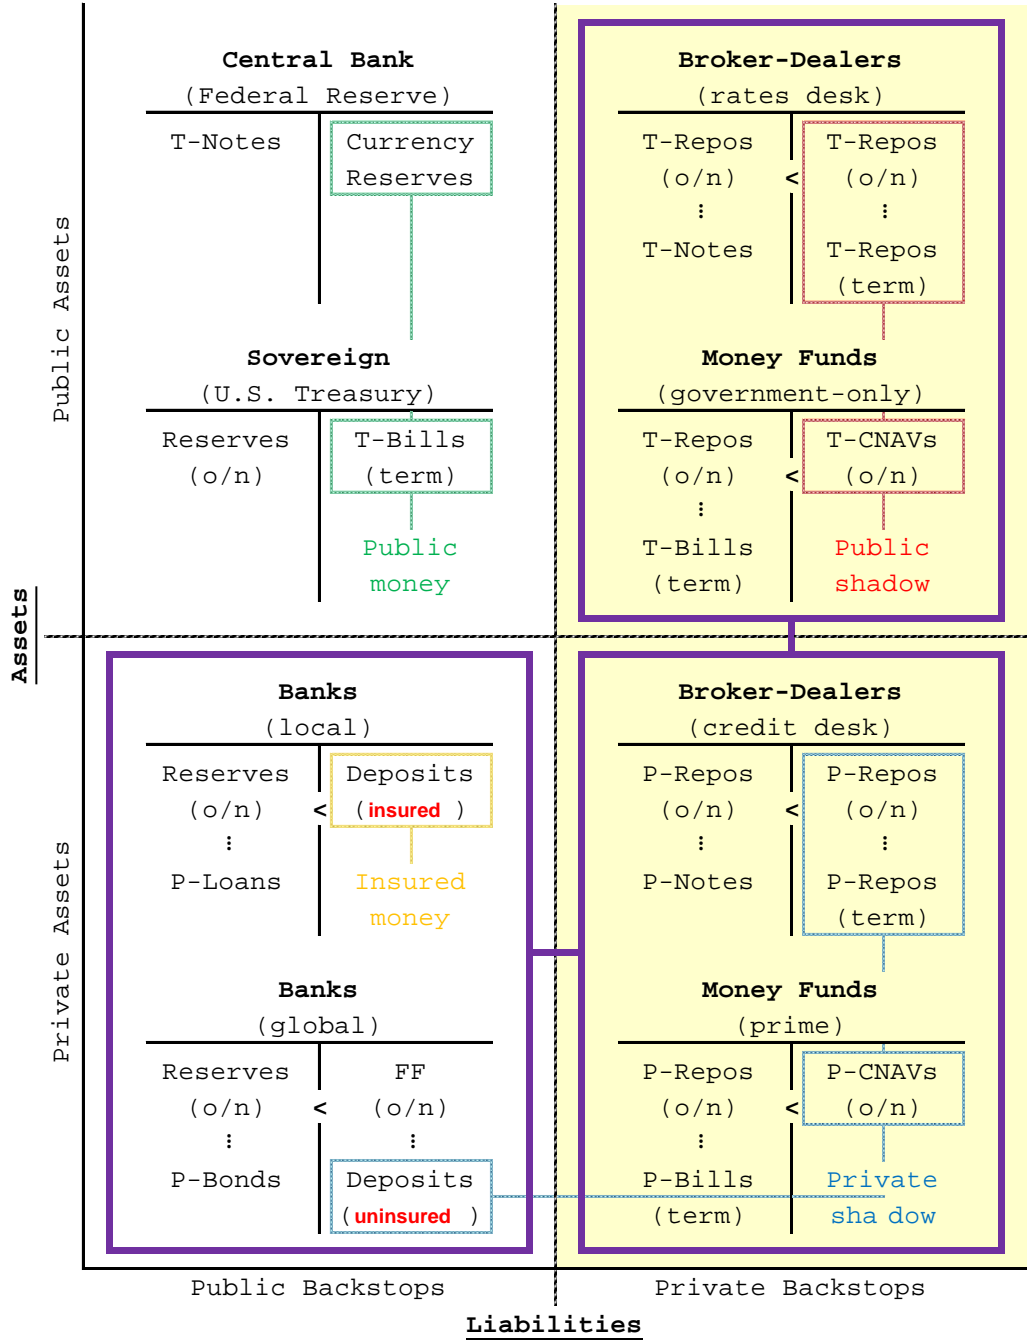 Central Bank
(Federal Reserve)
T-Notes
Currency
Reserves
Broker-Dealers
(rates desk)
T-Repos
(o/n)
⋮
T-Notes
<
T-Repos
(o/n)
⋮
T-Repos
(term)
Public Assets
Sovereign
(U.S. Treasury)
Reserves
(o/n)
T-Bills
(term)
Public
money
Money Funds
(government-only)
T-Repos
(o/n)
⋮
T-Bills
(term)
<
T-CNAVs
(o/n)
Public
shadow
Assets
Banks
(local)
Reserves
(o/n)
⋮
P-Loans
<
Deposits
(insured )
Insured
money
Broker-Dealers
(credit desk)
P-Repos
(o/n)
⋮
P-Notes
<
P-Repos
(o/n)
⋮
P-Repos
(term)
Private Assets
Banks
(global)
Reserves
(o/n)
⋮
P-Bonds
<
FF
(o/n)
⋮
Deposits
(uninsured )
Money Funds
(prime)
P-Repos
(o/n)
⋮
P-Bills
(term)
<
P-CNAVs
(o/n)
⋮
Private
sha dow
Public Backstops
Private Backstops
Liabilities